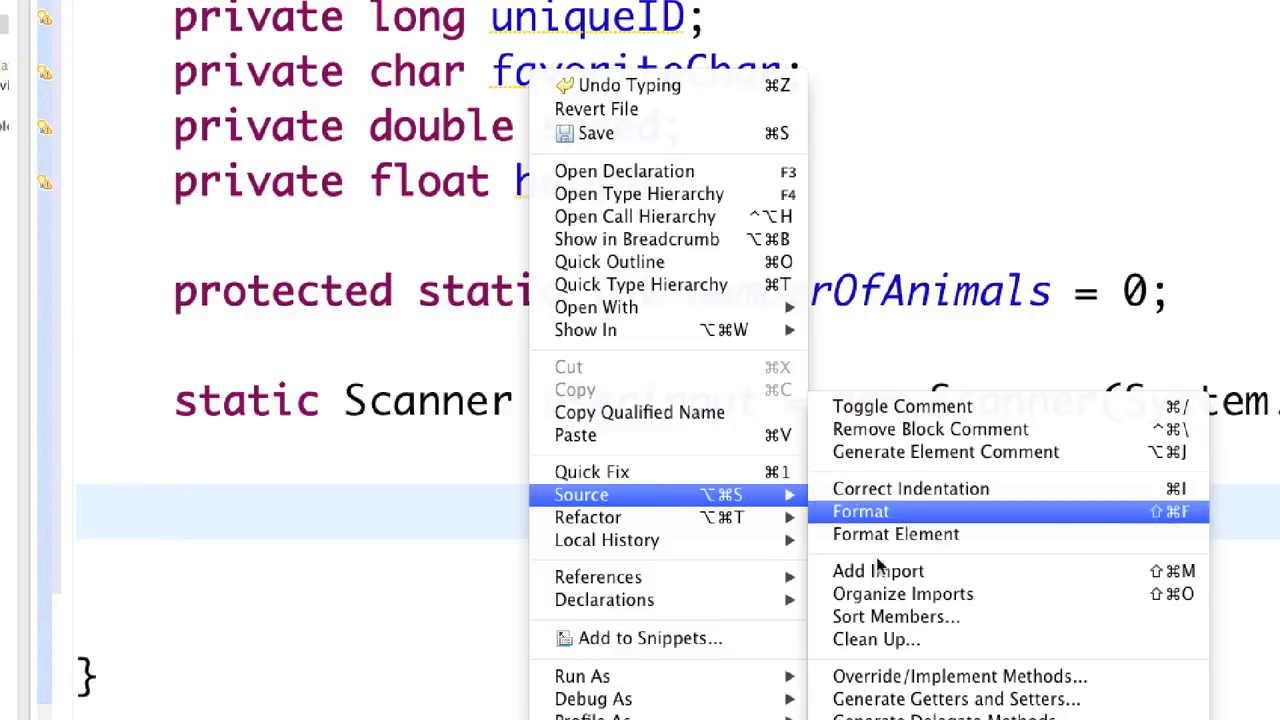 private long uniqueID;
private char favoriteChar;
private double speed;
private float h
protected static int numberOfAnimals = 0;
static Scanner userInput = new Scanner(System.
}
Undo Typing ⌘Z
Revert File
Save ⌘S
Open Declaration F3
Open Type Hierarchy F4
Open Call Hierarchy ^⌥H
Show in Breadcrumb ⌥⌘B
Quick Outline ⌘O
Quick Type Hierarchy ⌘T
Open With
Show In ⌥⌘W
Cut ⌘X
Copy ⌘C
Copy Qualified Name
Paste ⌘V
Quick Fix ⌘1
Source ⌥⌘S
Refactor ⌥⌘T
Local History
References
Declarations
Add to Snippets...
Run As
Debug As
Profile As
Toggle Comment ⌘/
Remove Block Comment ^⌘\
Generate Element Comment ⌥⌘J
Correct Indentation ⌘I
Format ⇧⌘F
Format Element
Add Import ⇧⌘M
Organize Imports ⇧⌘O
Sort Members...
Clean Up...
Override/Implement Methods...
Generate Getters and Setters...
Generate Delegate Methods...